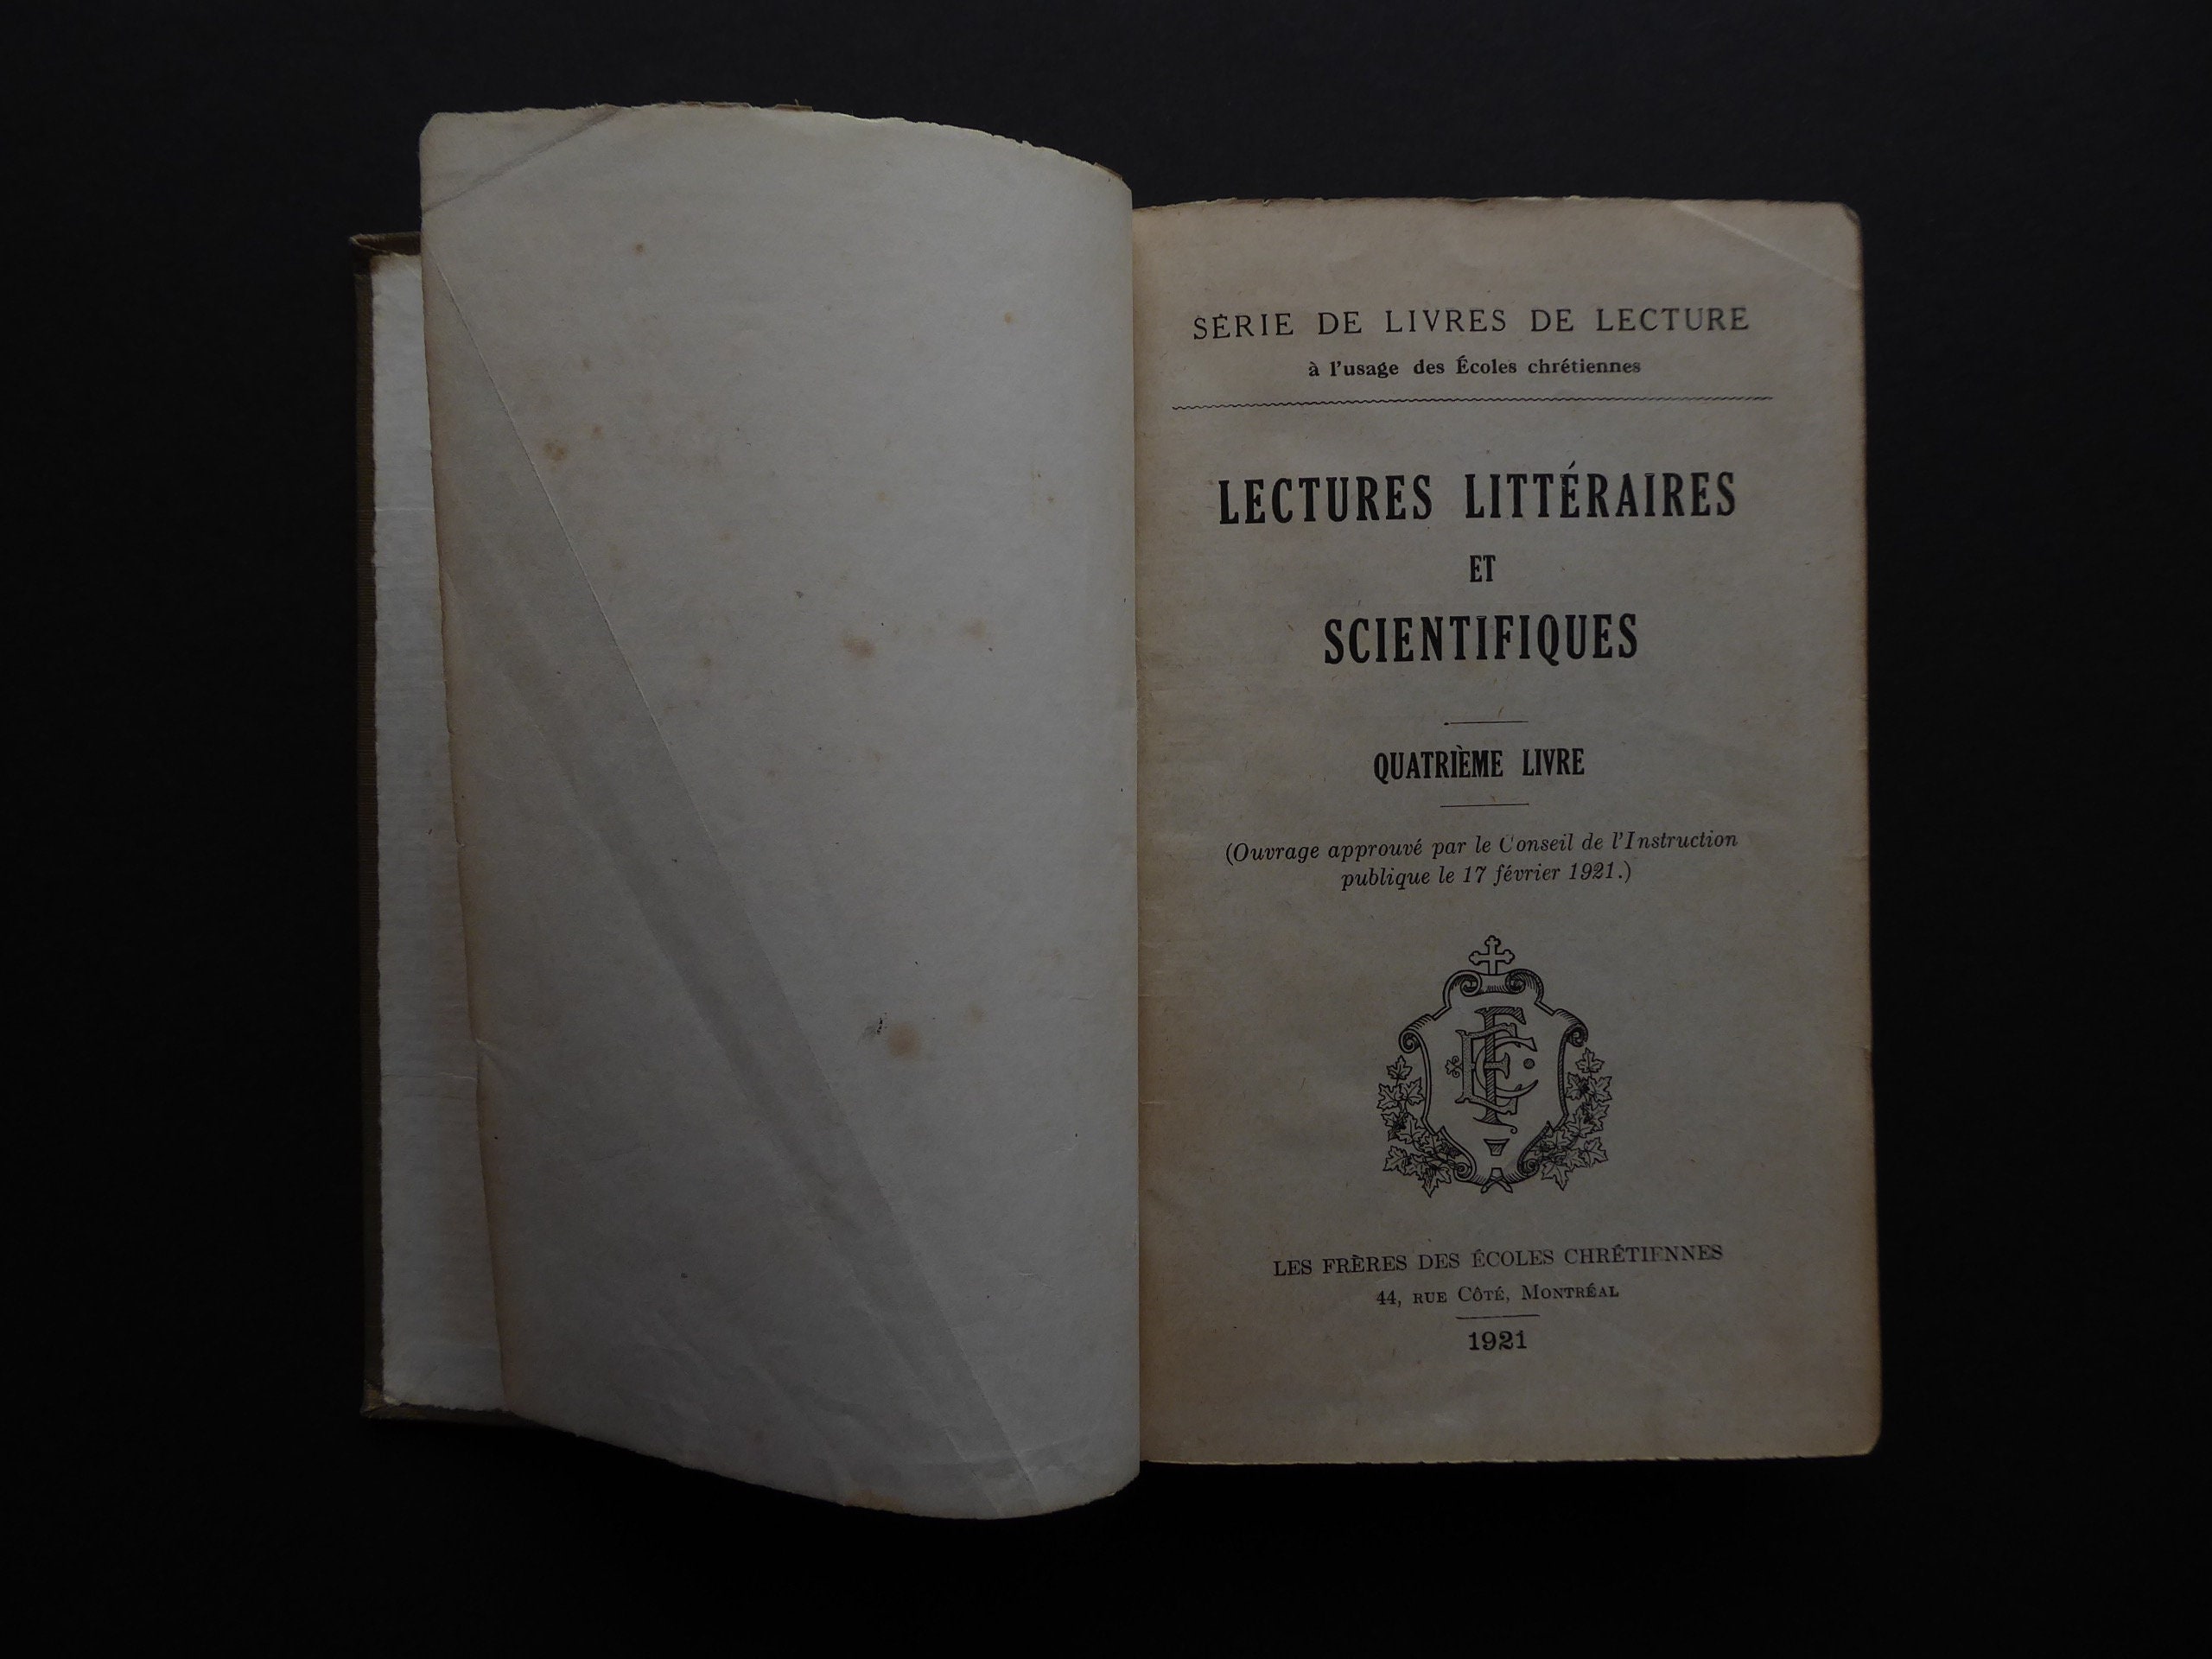 SÉRIE DE LIVRES DE LECTURE
à l'usage des Écoles chrétiennes
LECTURES LITTÉRAIRES
ET
SCIENTIFIQUES
QUATRIÈME LIVRE
(Ouvrage approuvé par le Conseil de l'Instruction
publique le 17 février 1921.)
LES FRÈRES DES ÉCOLES CHRÉTIENNES
44, RUE CÔTÉ, MONTRÉAL
1921